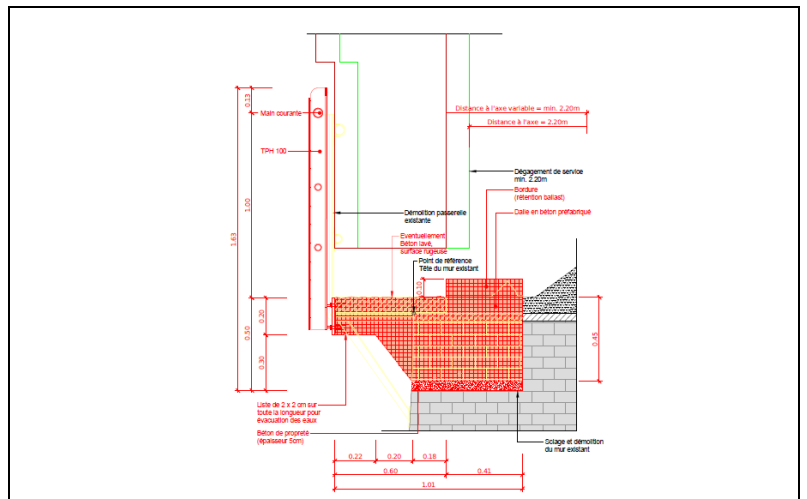 Distance à l'axe variable = min. 2.20m
Distance à l'axe = 2.20m
0.13
Main courante
TPH 100
Dégagement de service
min. 2.20m
Bordure
(rétention ballast)
Dalle en béton préfabriqué
1.00
1.63
Démolition passerelle
existante
Eventuellement
Béton lavé,
surface rugeuse
Point de référence
Tête du mur existant
0.10
0.20
0.50
0.30
0.45
Liste de 2 x 2 cm sur
toute la longueur pour
évacuation des eaux
Béton de propreté
(épaisseur 5cm)
Sciage et démolition
du mur existant
0.22
0.20
0.18
0.60
0.41
1.01